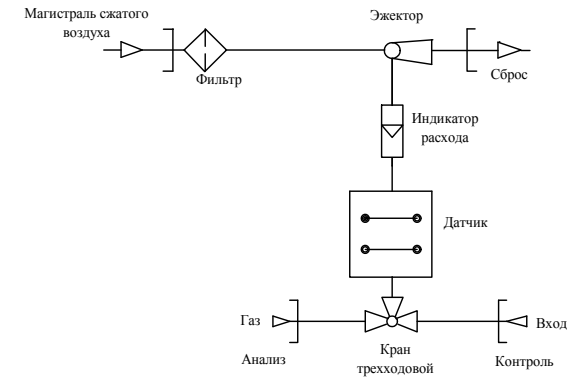 Магистраль сжатого
воздуха
Эжектор
Фильтр
Сброс
Индикатор
расхода
Датчик
Газ
Вход
Анализ
Кран
трехходовой
Контроль